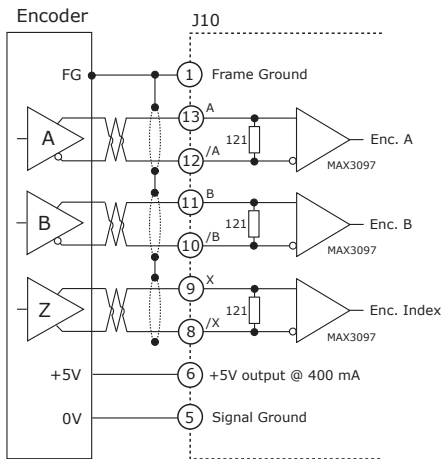 Encoder
J10
FG 1 Frame Ground
13 A
A 121 Enc. A
12 /A MAX3097
11 B
B 121 Enc. B
10 /B MAX3097
9 X
Z 121 Enc. Index
8 /X MAX3097
+5V 6 +5V output @ 400 mA
0V 5 Signal Ground